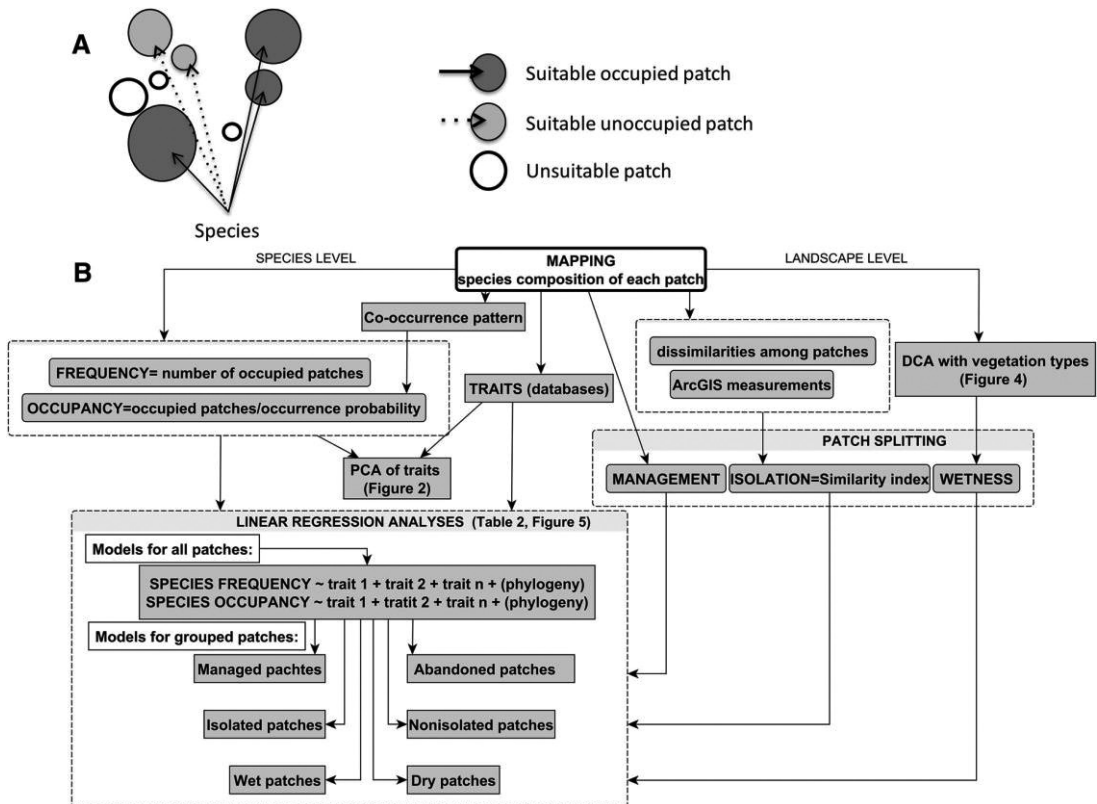 A
Suitable occupied patch
Suitable unoccupied patch
Unsuitable patch
Species
B
SPECIES LEVEL
MAPPING
species composition of each patch
LANDSCAPE LEVEL
Co-occurrence pattern
FREQUENCY= number of occupied patches
OCCUPANCY=occupied patches/occurrence probability
TRAITS (databases)
dissimilarities among patches
ArcGIS measurements
DCA with vegetation types
(Figure 4)
PCA of traits
(Figure 2)
PATCH SPLITTING
MANAGEMENT
ISOLATION=Similarity index
WETNESS
LINEAR REGRESSION ANALYSES (Table 2, Figure 5)
Models for all patches:
SPECIES FREQUENCY ~ trait 1 + trait 2 + trait n + (phylogeny)
SPECIES OCCUPANCY ~ trait 1 + tratit 2 + trait n + (phylogeny)
Models for grouped patches:
Managed pachtes
Abandoned patches
Isolated patches
Nonisolated patches
Wet patches
Dry patches